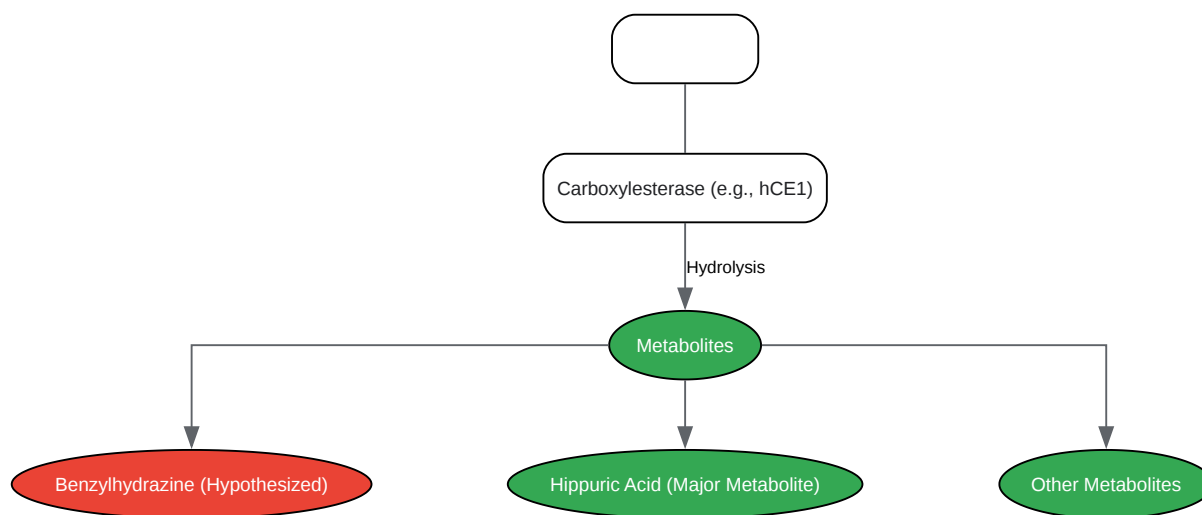 Carboxylesterase (e.g., hCE1)
Hydrolysis
Metabolites
Benzylhydrazine (Hypothesized)
Hippuric Acid (Major Metabolite)
Other Metabolites